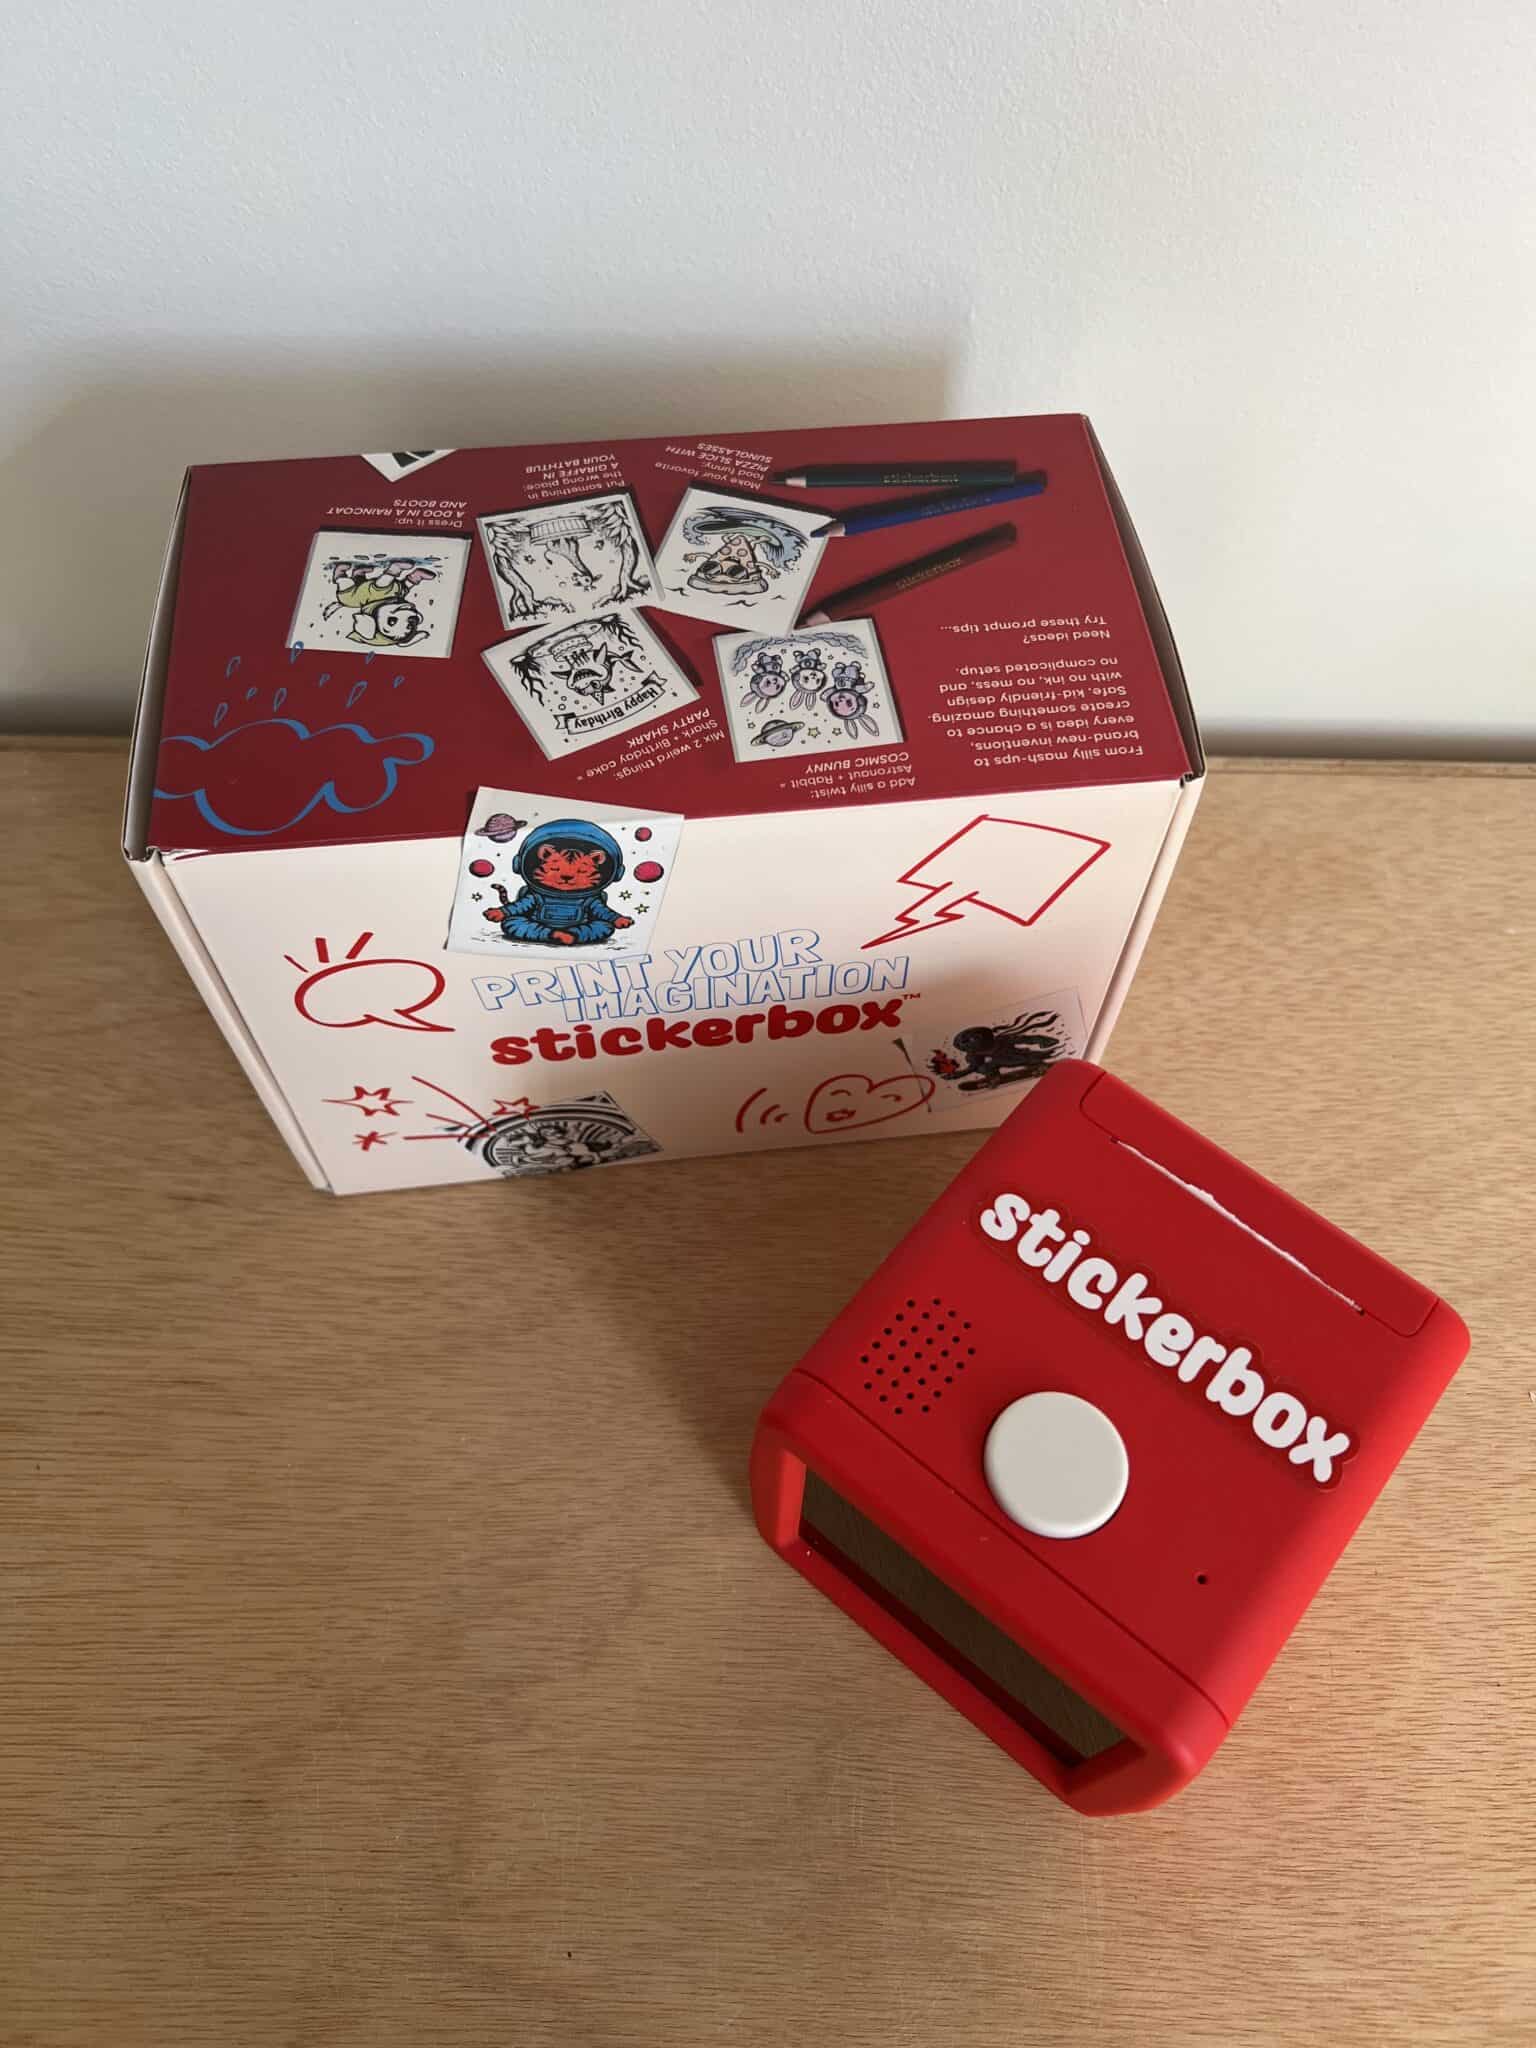 From silly mash-ups to
brand-new inventions,
every idea is a chance to
create something amazing.
Safe, kid-friendly design
with no ink, no mess, and
no complicated setup.
Need ideas?
Try these prompt tips...
Add a silly twist:
Astronaut + Rabbit =
COSMIC BUNNY
Mix 2 weird things:
Shark + Birthday cake =
PARTY SHARK
Happy Birthday
Make your favorite
food funny:
PIZZA SLICE WITH
SUNGLASSES
Put something in
the wrong place:
A GIRAFFE IN
YOUR BATHTUB
Dress it up:
A DOG IN A RAINCOAT
AND BOOTS
stickerbox
stickerbox
stickerbox
PRINT YOUR
IMAGINATION
stickerbox™
stickerbox